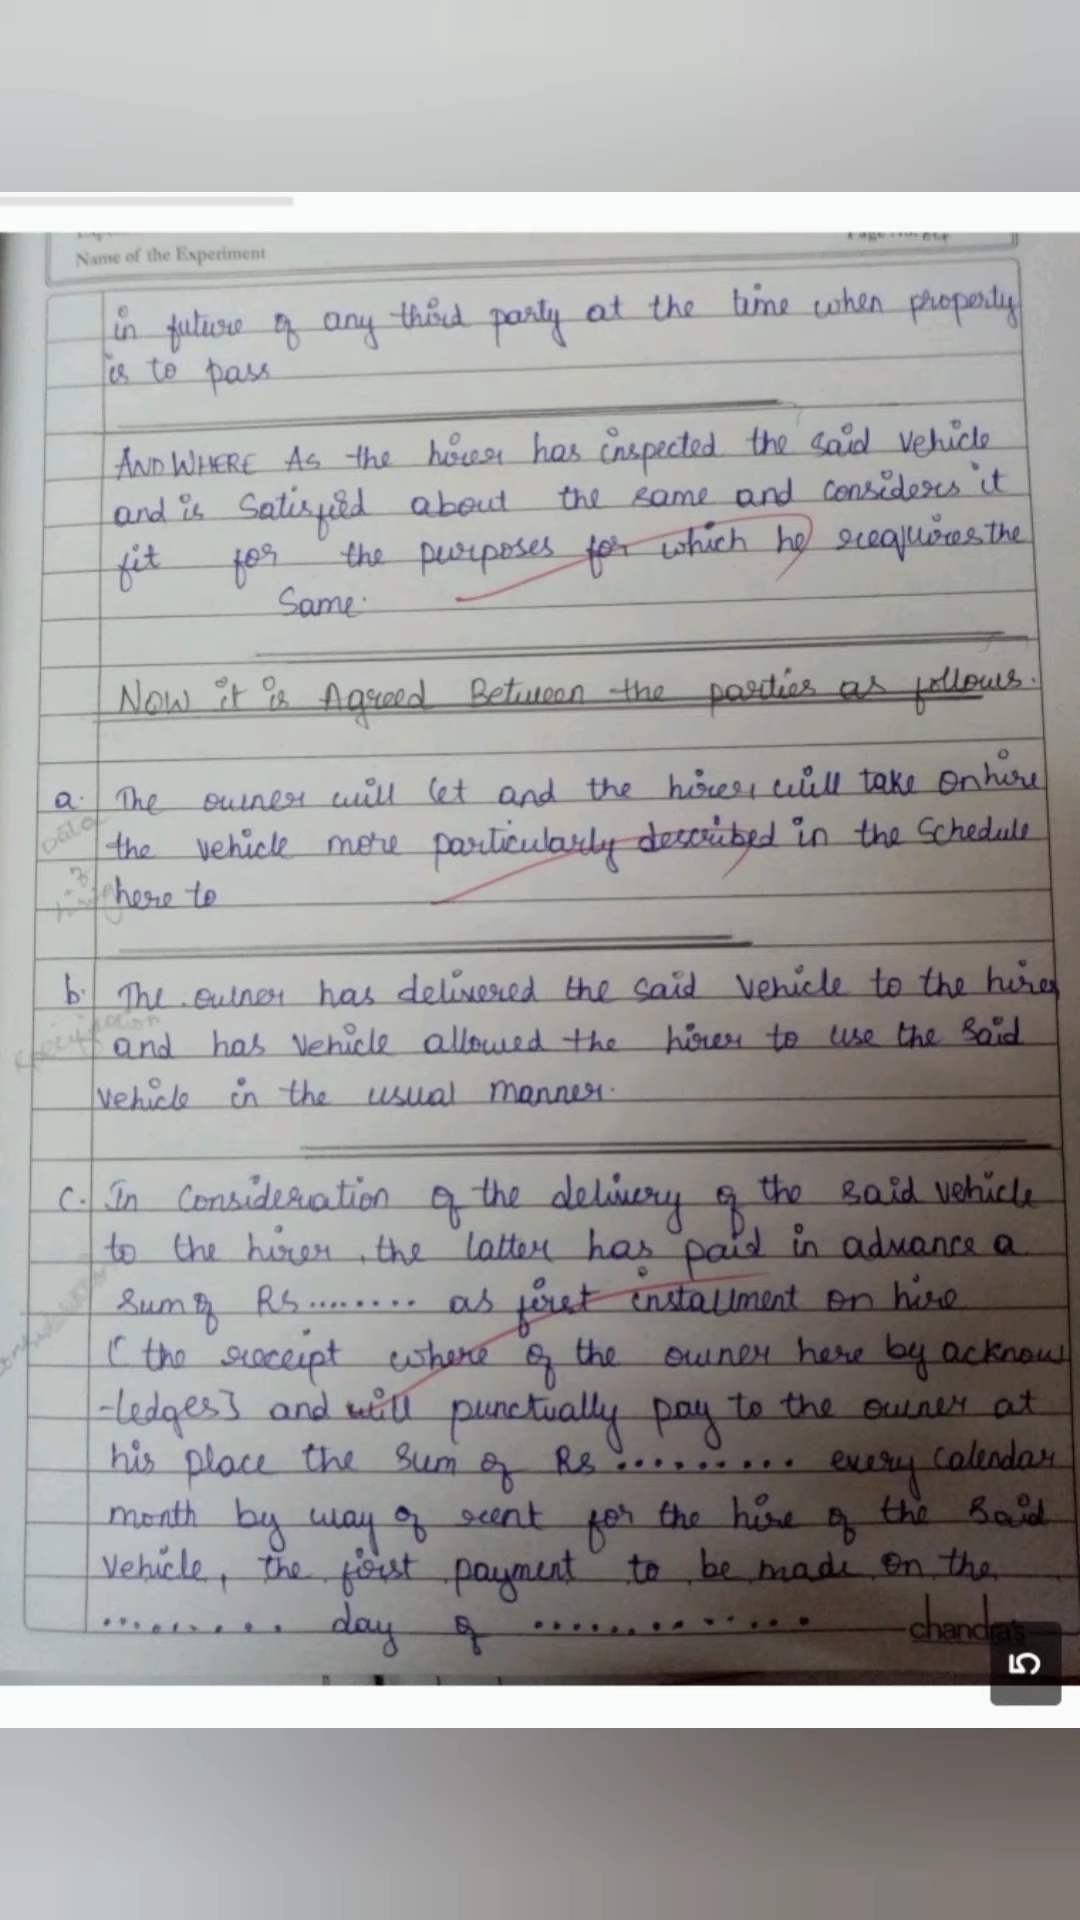 Name of the Experiment
in future of any third party at the time when property
is to pass
AND WHERE AS the hirer has inspected the said vehicle
and is Satisfied about the same and considers it
fit for the purposes for which he requires the
Same.
Now it is Agreed Between the parties as follows.
a. The owner will let and the hirer will take on hire
the vehicle more particularly described in the Schedule
here to
b. The owner has delivered the said vehicle to the hirer
specification
and has vehicle allowed the hirer to use the said
vehicle in the usual manner.
c. In Consideration of the delivery of the said vehicle
to the hirer, the latter has paid in advance a
sum of RS........ as first installment on hire
[ the receipt where of the owner here by acknow
-ledges] and will punctually pay to the owner at
his place the sum of RS .......... every calendar
month by way of rent for the hire of the said
vehicle, the first payment to be made on the
.......... day of ..............
chandra's
5